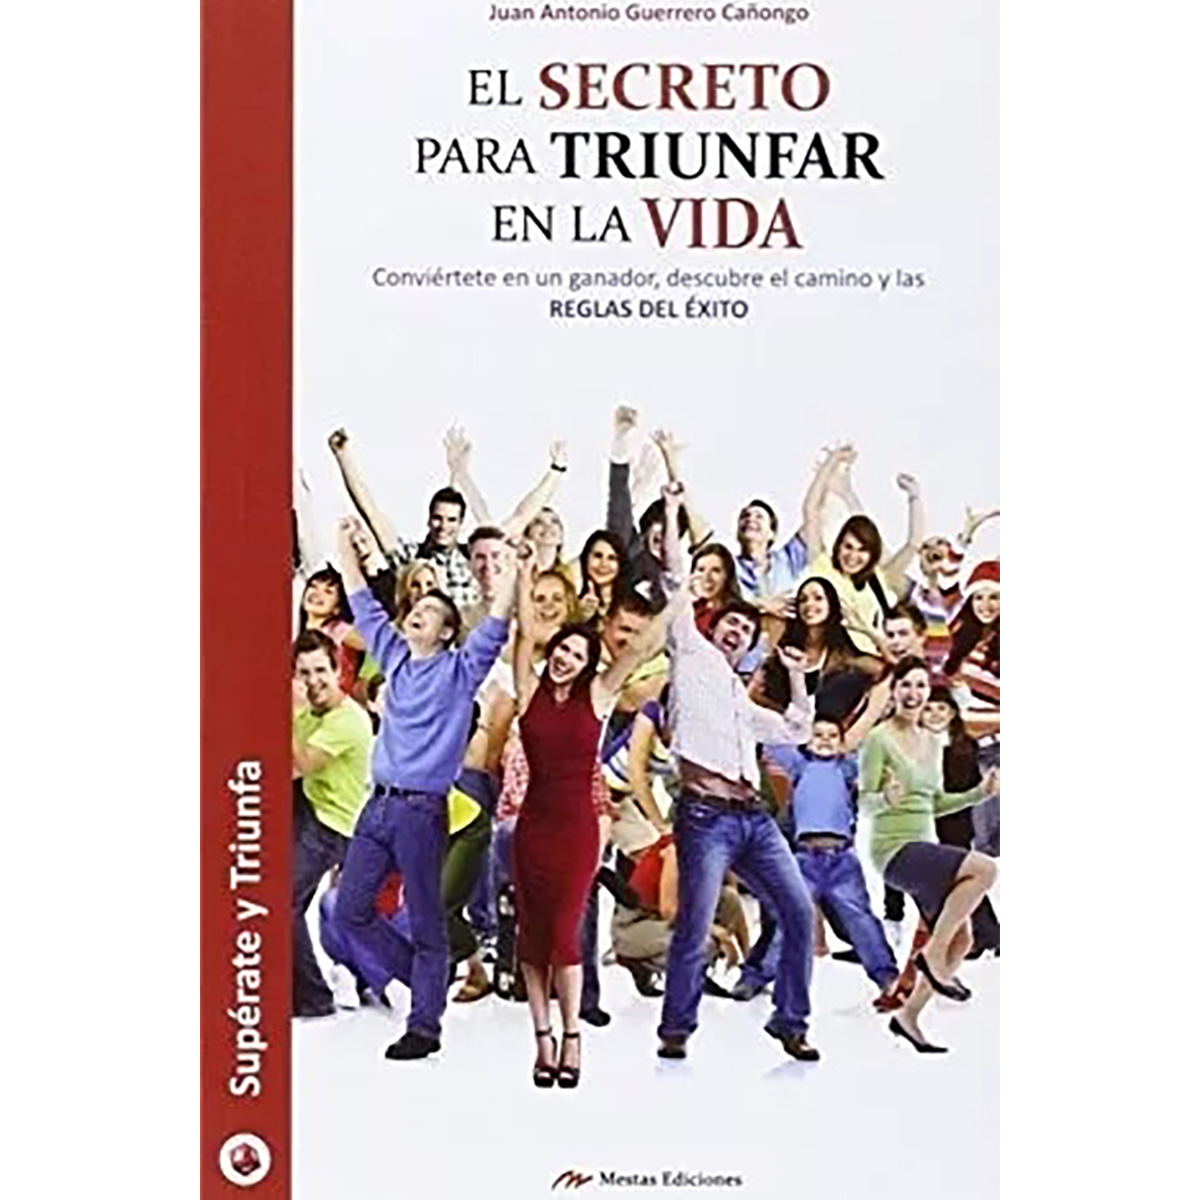 Juan Antonio Guerrero Cañongo
EL SECRETO
PARA TRIUNFAR
EN LA VIDA
Conviértete en un ganador, descubre el camino y las
REGLAS DEL ÉXITO
Supérate y Triunfa
Mestas Ediciones